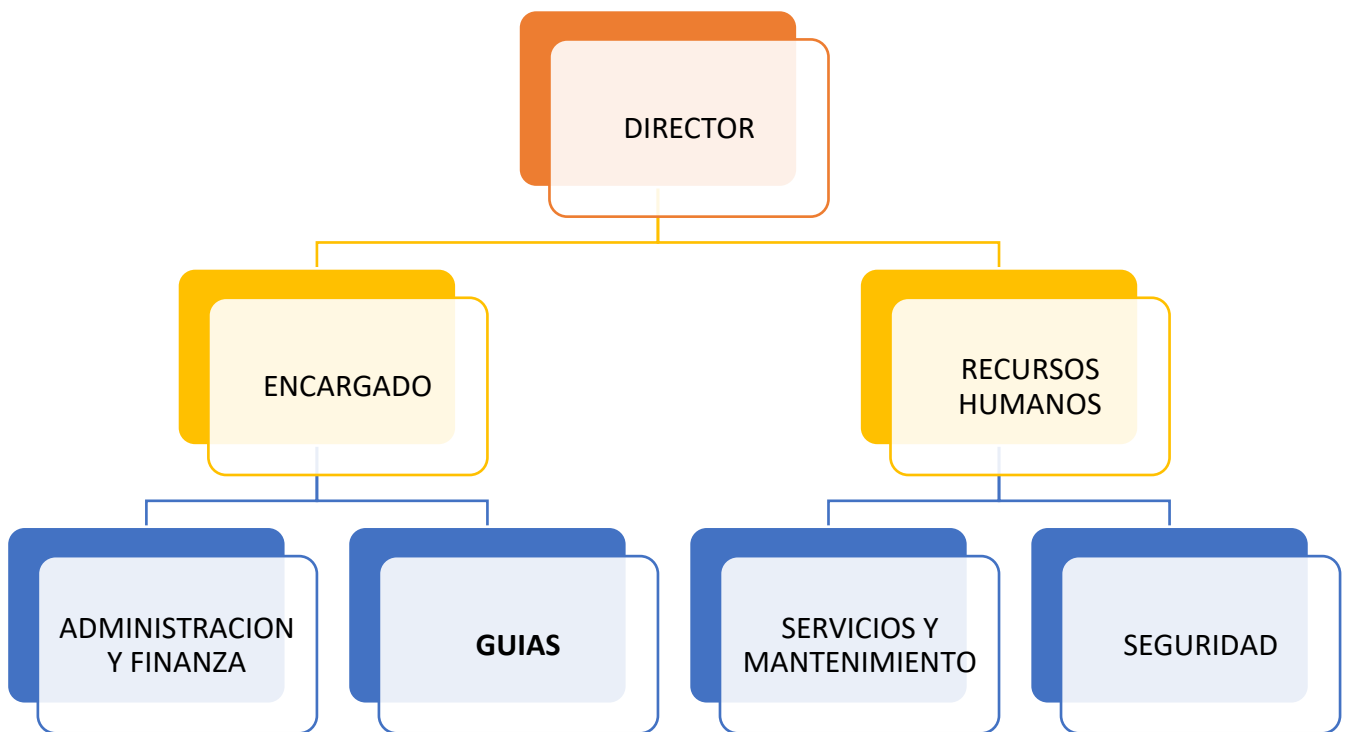 DIRECTOR
ENCARGADO
RECURSOS
HUMANOS
ADMINISTRACION
Y FINANZA
GUIAS
SERVICIOS Y
MANTENIMIENTO
SEGURIDAD